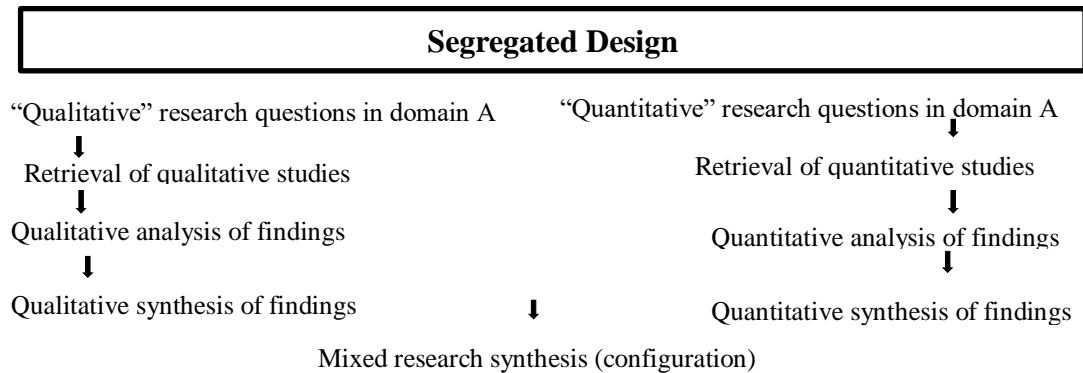 Segregated Design
“Qualitative” research questions in domain A
“Quantitative” research questions in domain A
Retrieval of qualitative studies
Retrieval of quantitative studies
Qualitative analysis of findings
Quantitative analysis of findings
Qualitative synthesis of findings
Quantitative synthesis of findings
Mixed research synthesis (configuration)